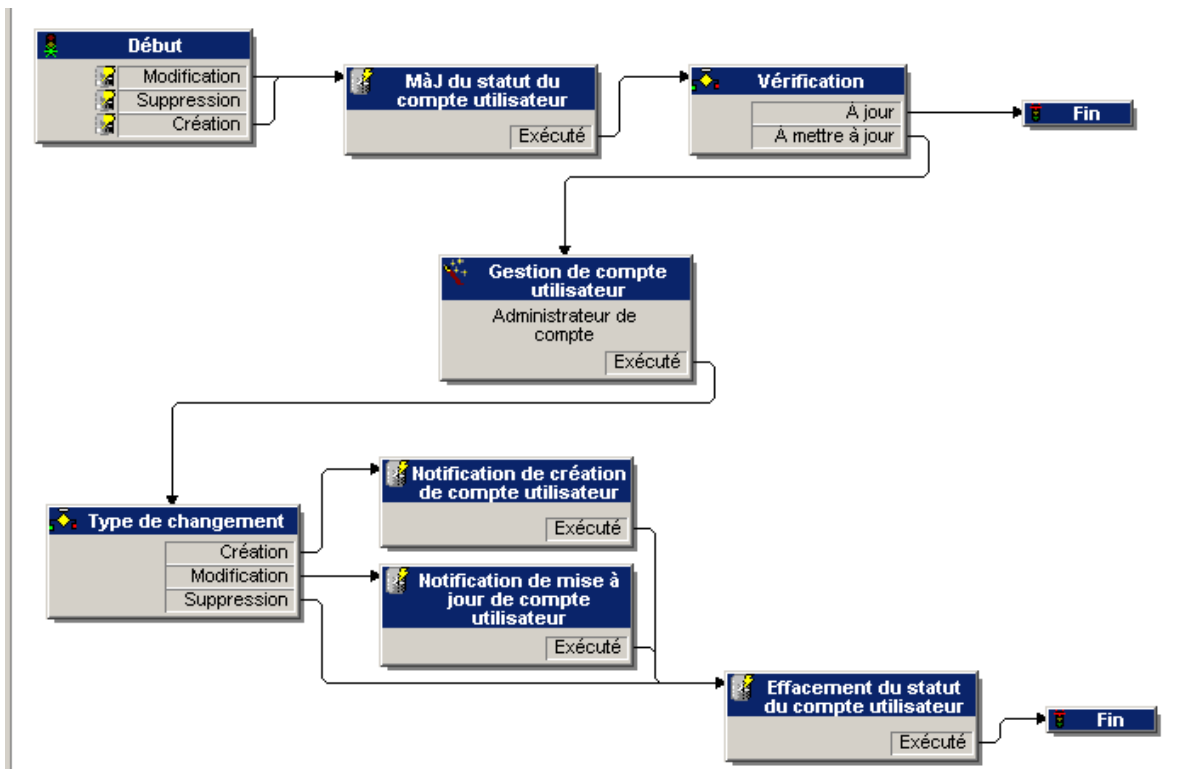 Début
Modification
Suppression
Création
MàJ du statut du
compte utilisateur
Exécuté
Vérification
À jour
À mettre à jour
Fin
Gestion de compte
utilisateur
Administrateur de
compte
Exécuté
Type de changement
Création
Modification
Suppression
Notification de création
de compte utilisateur
Exécuté
Notification de mise à
jour de compte
utilisateur
Exécuté
Effacement du statut
du compte utilisateur
Exécuté
Fin